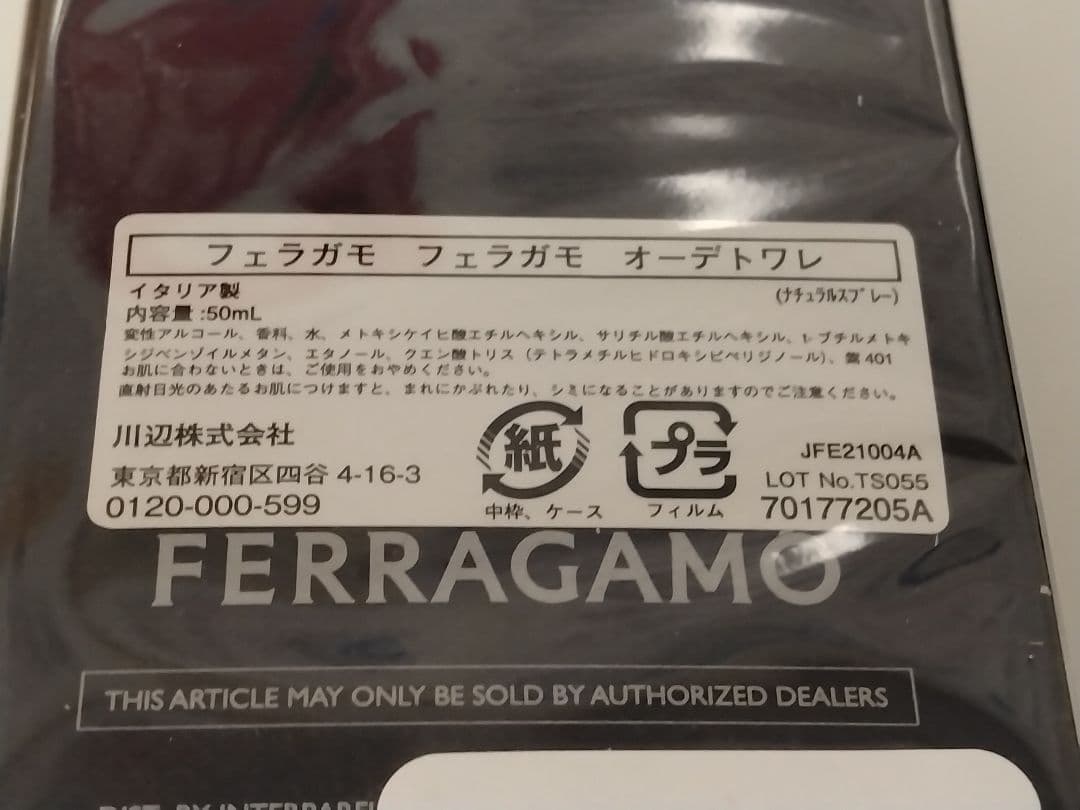 フェラガモ フェラガモ オーデトワレ
イタリア製 (ﾅﾁｭﾗﾙｽﾌﾟﾚｰ)
内容量:50mL
変性アルコール、香料、水、メトキシケイヒ酸エチルヘキシル、サリチル酸エチルヘキシル、t-ブチルメトキ
シジベンゾイルメタン、エタノール、クエン酸トリス(テトラメチルヒドロキシピペリジノール)、紫401
お肌に合わないときは、ご使用をおやめください。
直射日光のあたるお肌につけますと、まれにかぶれたり、シミになることがありますのでご注意ください。
川辺株式会社
東京都新宿区四谷 4-16-3
0120-000-599
紙
中枠、ケース
プラ
フィルム
JFE21004A
LOT No.TS055
70177205A
FERRAGAMO
THIS ARTICLE MAY ONLY BE SOLD BY AUTHORIZED DEALERS